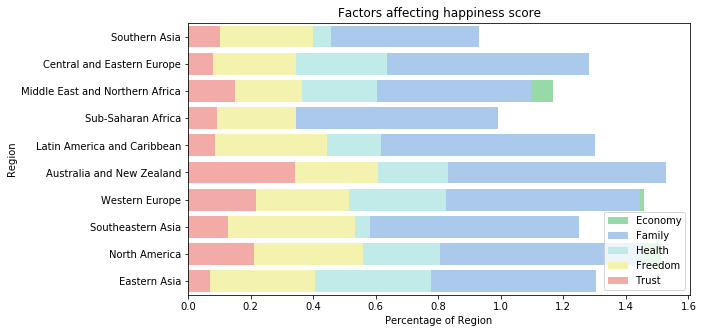 Factors affecting happiness score
Region
Southern Asia
Central and Eastern Europe
Middle East and Northern Africa
Sub-Saharan Africa
Latin America and Caribbean
Australia and New Zealand
Western Europe
Southeastern Asia
North America
Eastern Asia
Economy
Family
Health
Freedom
Trust
0.0 0.2 0.4 0.6 0.8 1.0 1.2 1.4 1.6
Percentage of Region